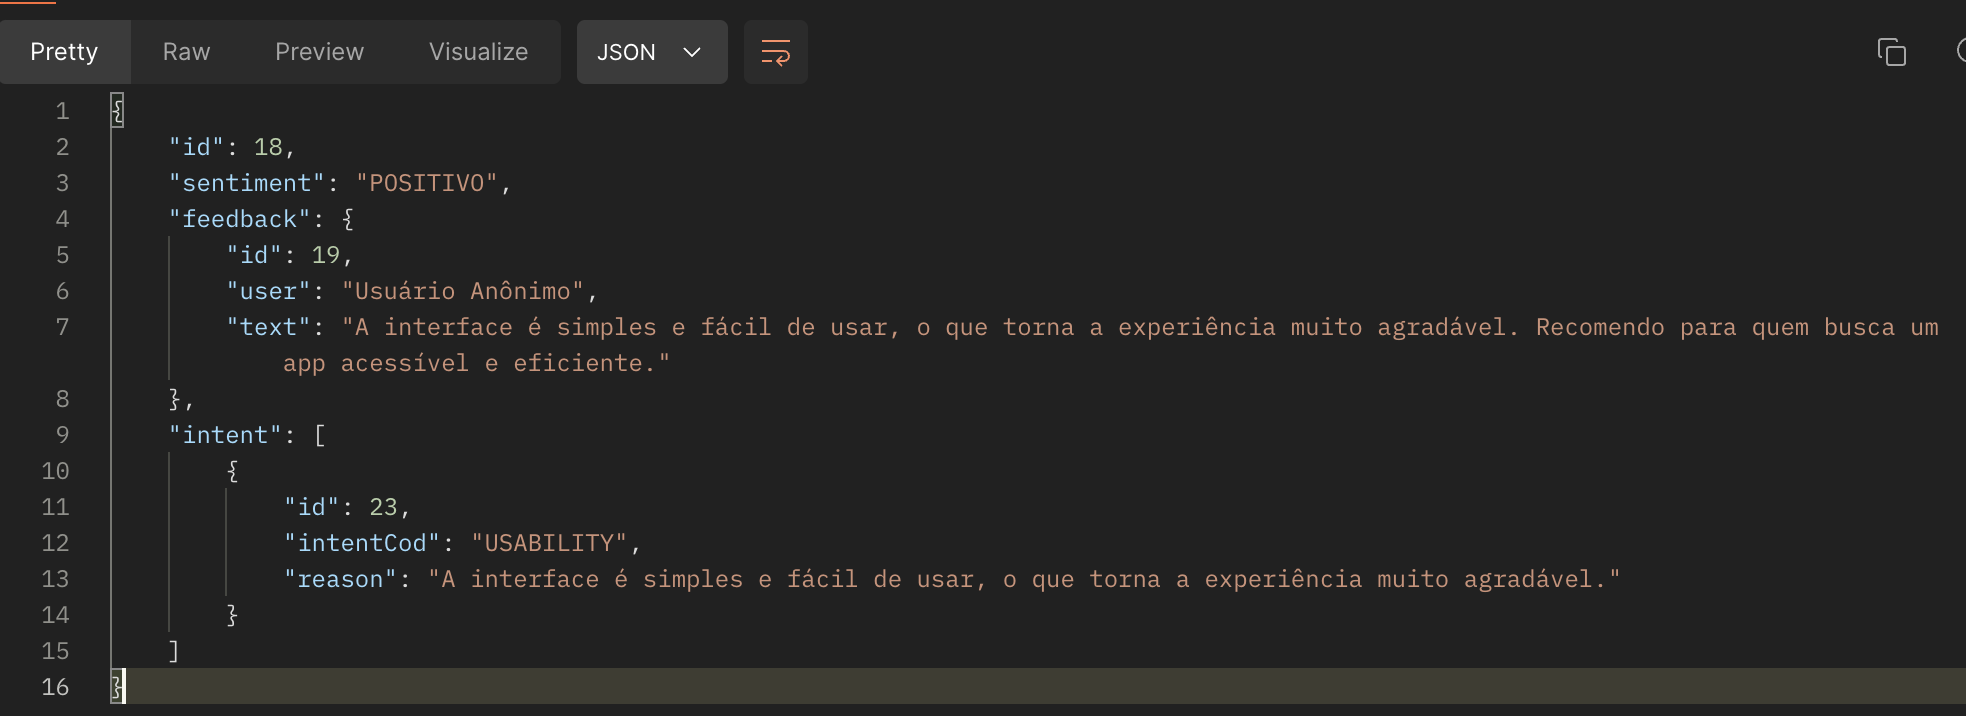 Pretty Raw Preview Visualize JSON
1 {
2 "id": 18,
3 "sentiment": "POSITIVO",
4 "feedback": {
5 "id": 19,
6 "user": "Usuário Anônimo",
7 "text": "A interface é simples e fácil de usar, o que torna a experiência muito agradável. Recomendo para quem busca um
app acessível e eficiente."
8 },
9 "intent": [
10 {
11 "id": 23,
12 "intentCod": "USABILITY",
13 "reason": "A interface é simples e fácil de usar, o que torna a experiência muito agradável."
14 }
15 ]
16 }